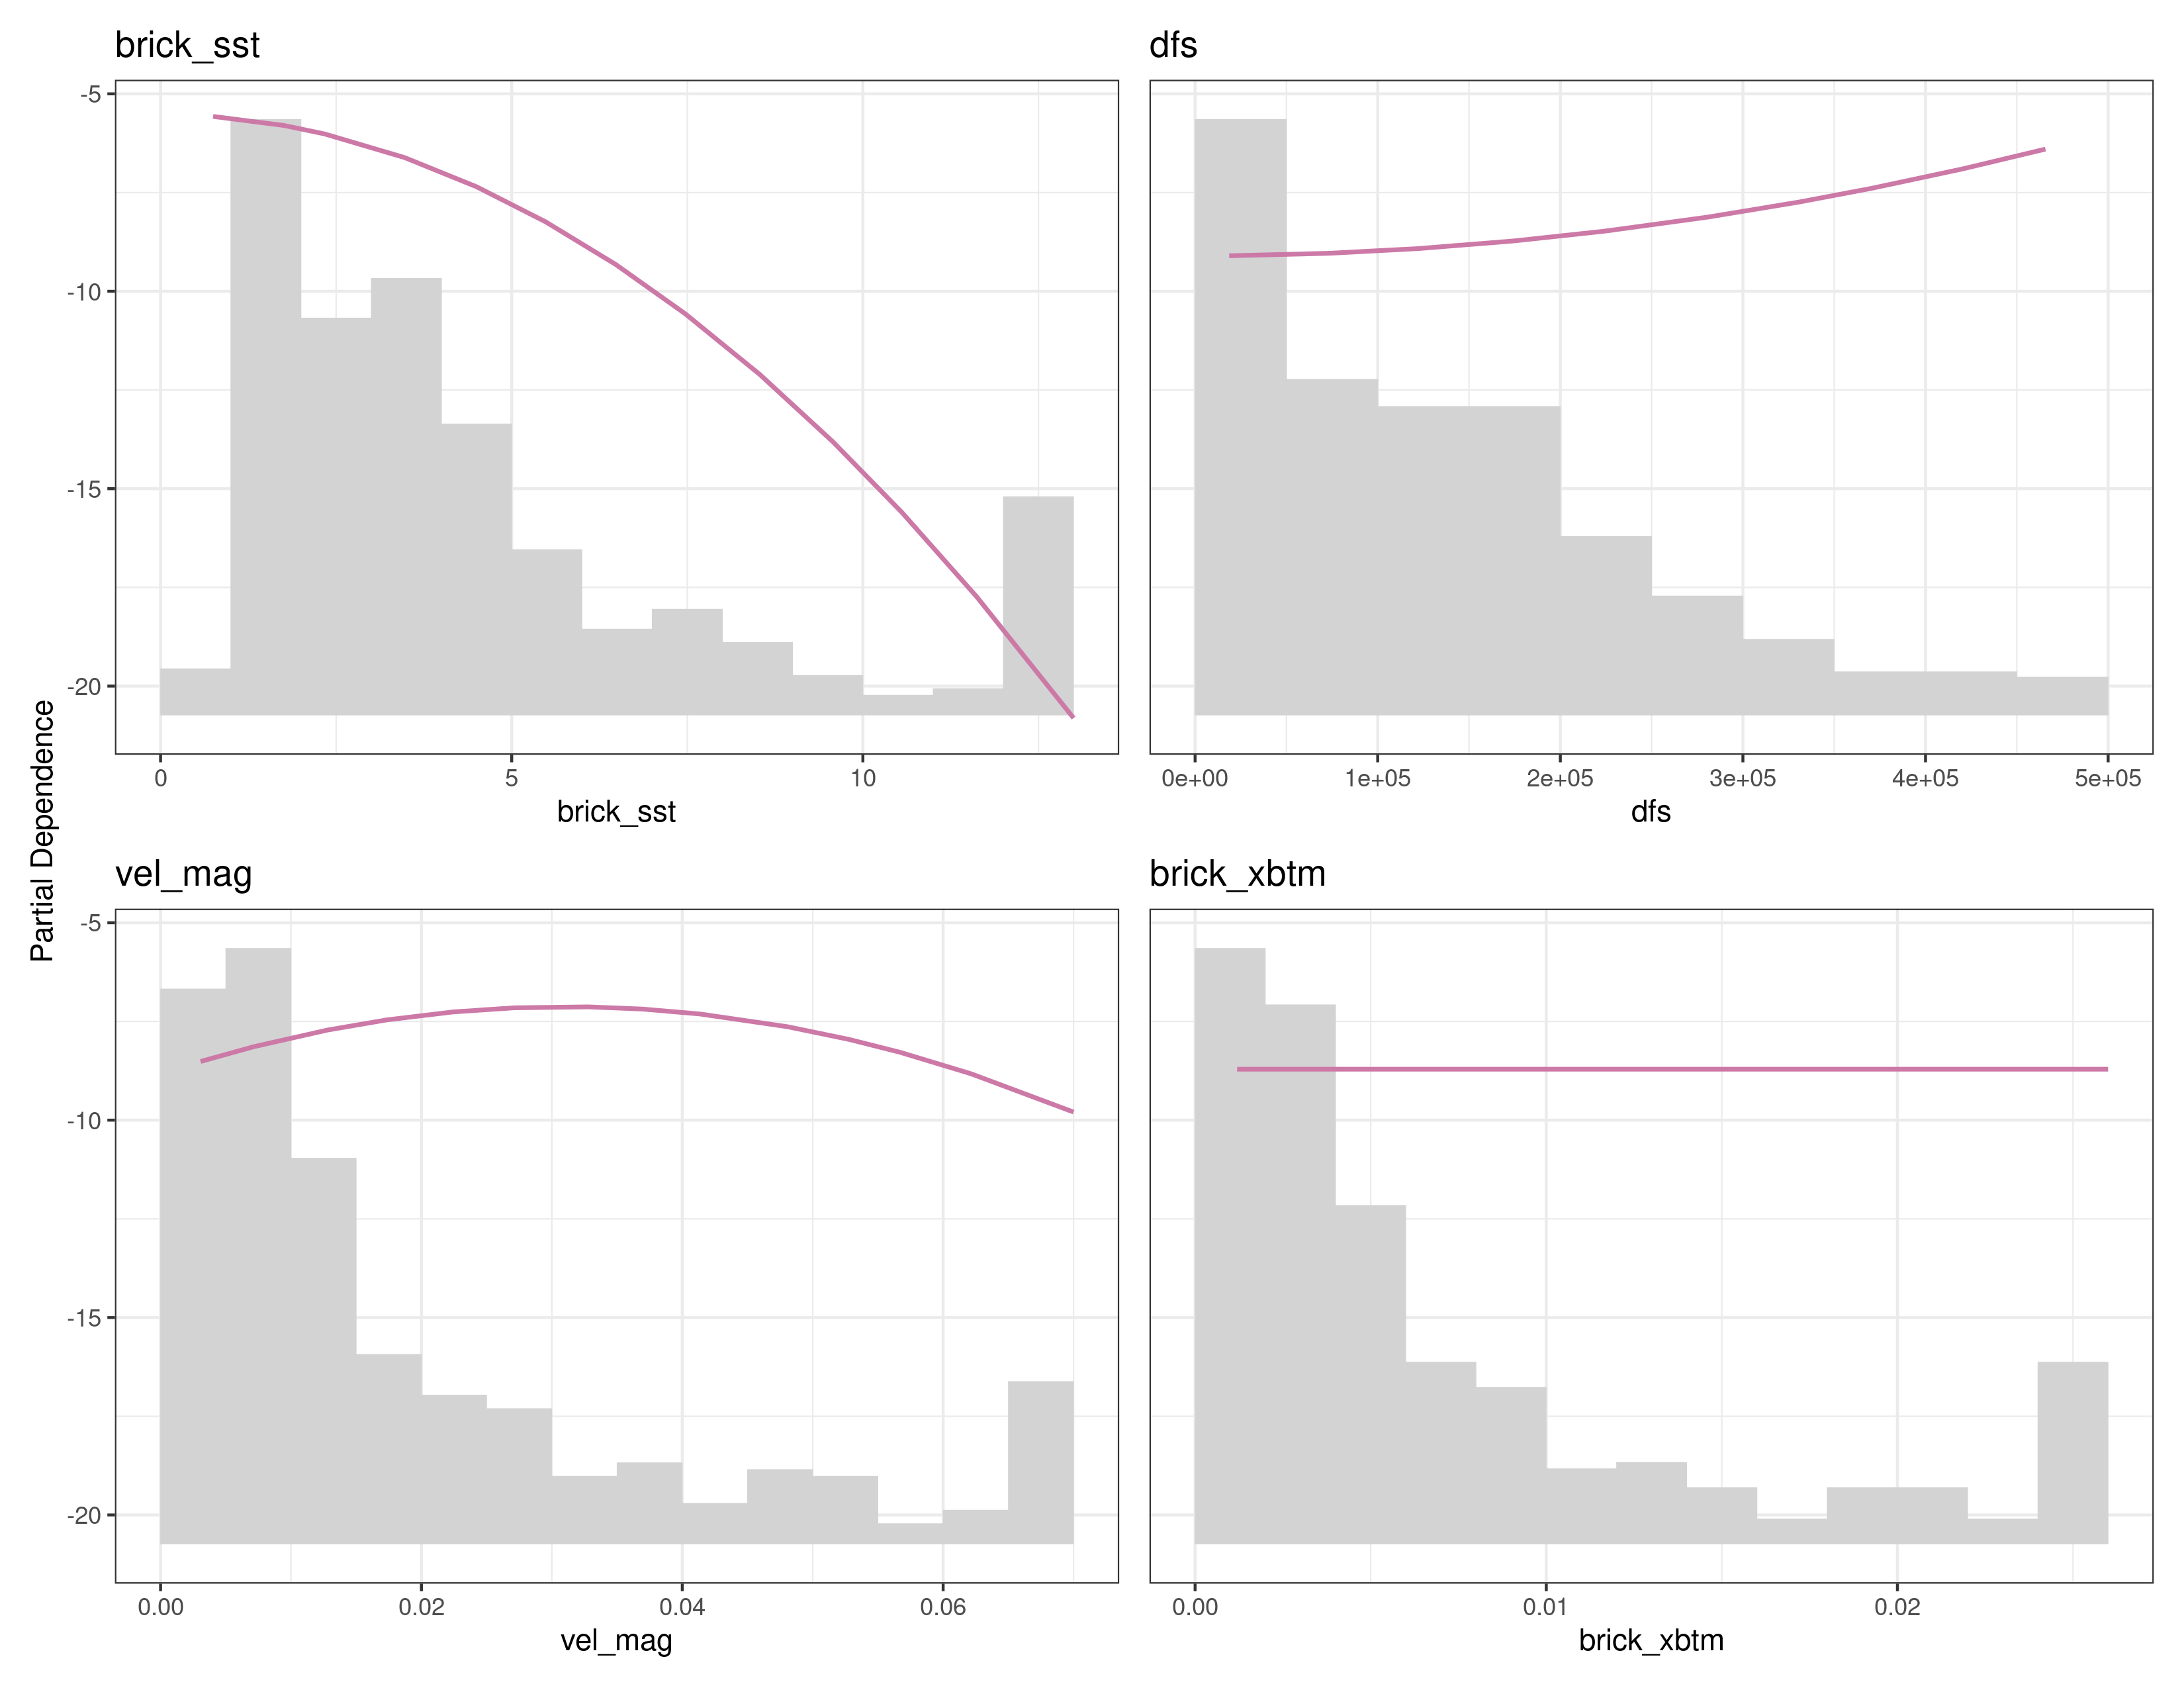 brick_sst
dfs
-5
-10
-15
-20
0 5 10
0e+00 1e+05 2e+05 3e+05 4e+05 5e+05
brick_sst
dfs
Partial Dependence
vel_mag
brick_xbtm
-5
-10
-15
-20
0.00 0.02 0.04 0.06
0.00 0.01 0.02
vel_mag
brick_xbtm